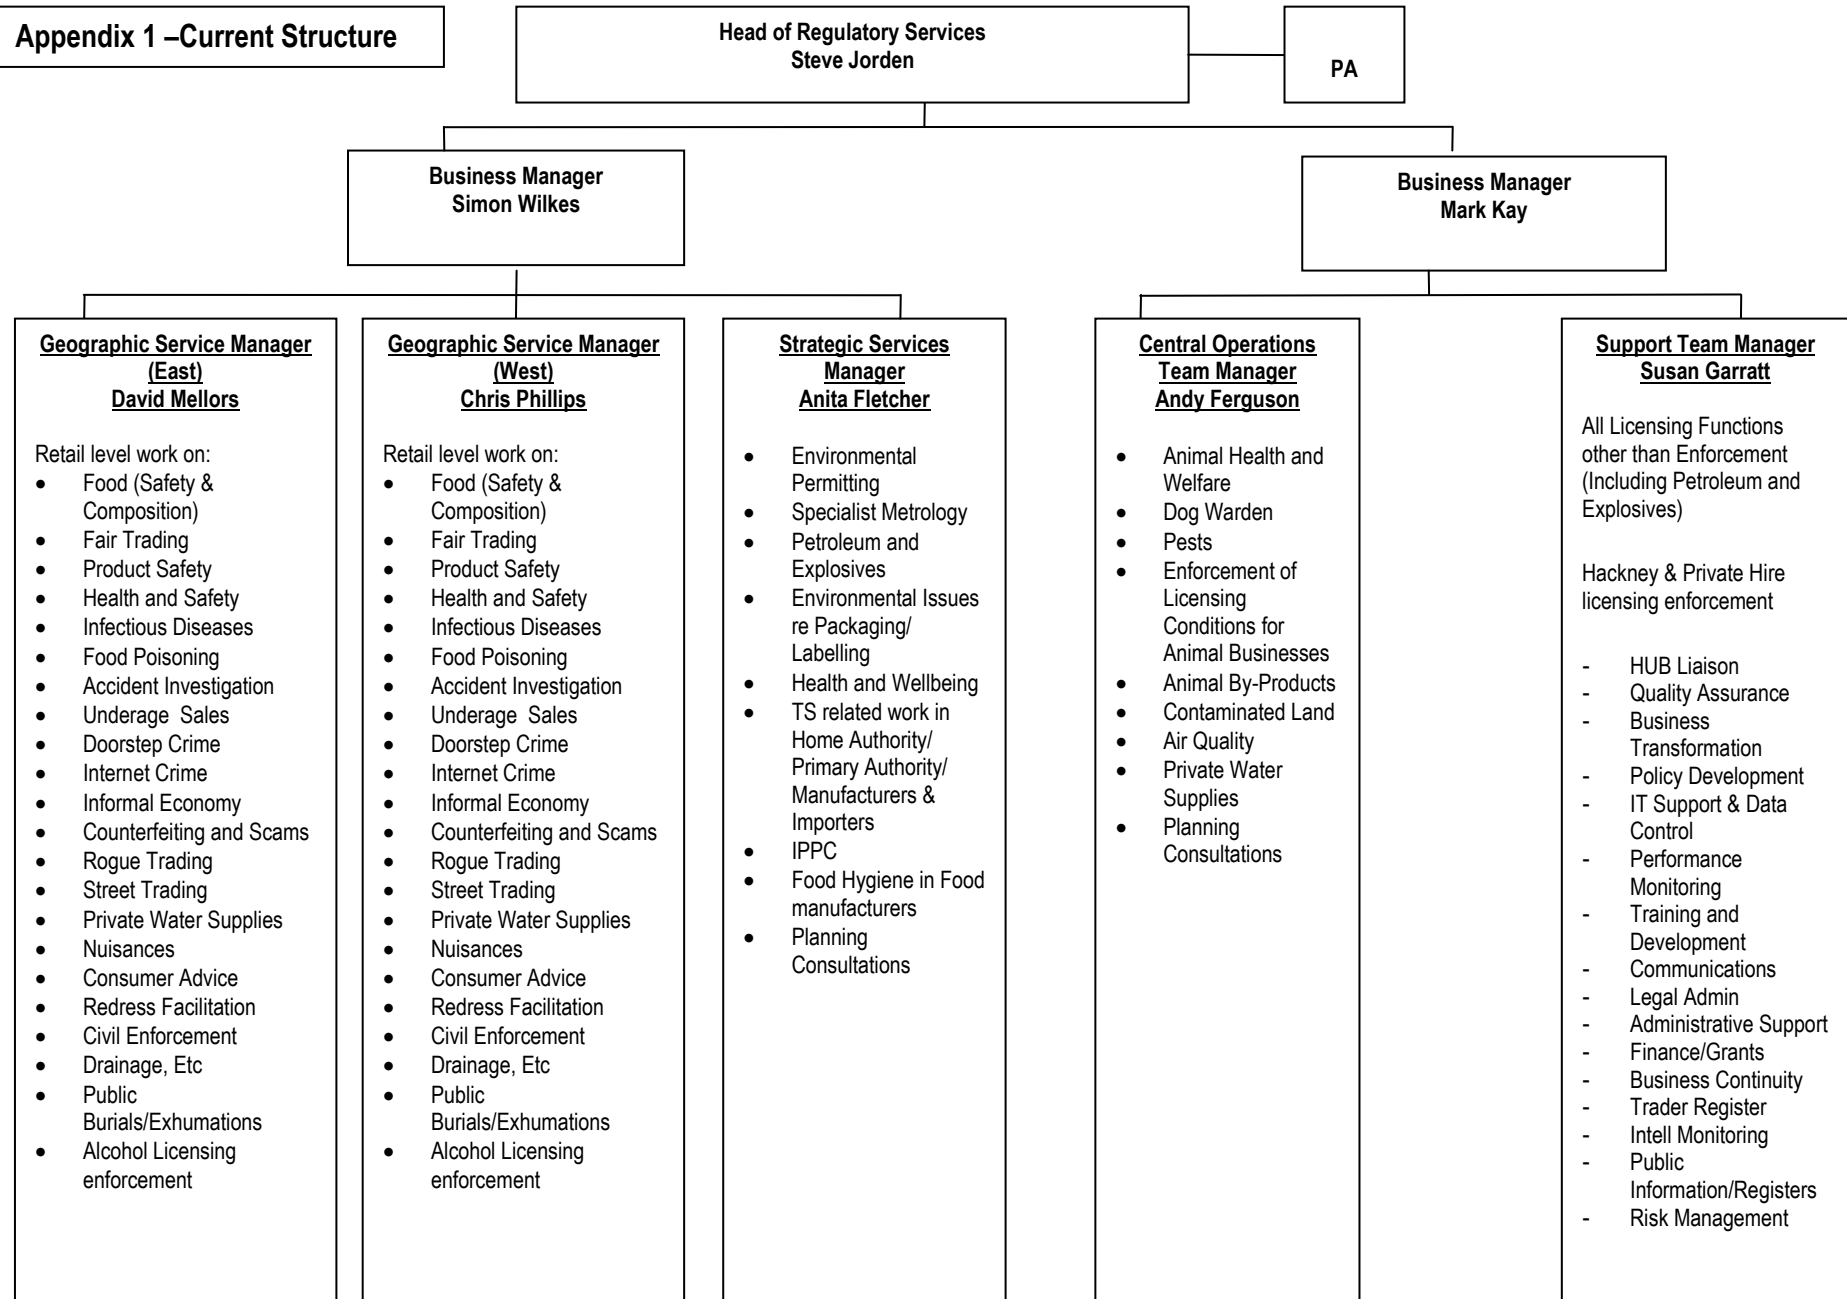 Appendix 1 –Current Structure
Head of Regulatory Services
Steve Jorden
PA
Business Manager
Simon Wilkes
Business Manager
Mark Kay
Geographic Service Manager
(East)
David Mellors
Retail level work on:
• Food (Safety &
Composition)
• Fair Trading
• Product Safety
• Health and Safety
• Infectious Diseases
• Food Poisoning
• Accident Investigation
• Underage Sales
• Doorstep Crime
• Internet Crime
• Informal Economy
• Counterfeiting and Scams
• Rogue Trading
• Street Trading
• Private Water Supplies
• Nuisances
• Consumer Advice
• Redress Facilitation
• Civil Enforcement
• Drainage, Etc
• Public
Burials/Exhumations
• Alcohol Licensing
enforcement
Geographic Service Manager
(West)
Chris Phillips
Retail level work on:
• Food (Safety &
Composition)
• Fair Trading
• Product Safety
• Health and Safety
• Infectious Diseases
• Food Poisoning
• Accident Investigation
• Underage Sales
• Doorstep Crime
• Internet Crime
• Informal Economy
• Counterfeiting and Scams
• Rogue Trading
• Street Trading
• Private Water Supplies
• Nuisances
• Consumer Advice
• Redress Facilitation
• Civil Enforcement
• Drainage, Etc
• Public
Burials/Exhumations
• Alcohol Licensing
enforcement
Strategic Services
Manager
Anita Fletcher
• Environmental
Permitting
• Specialist Metrology
• Petroleum and
Explosives
• Environmental Issues
re Packaging/
Labelling
• Health and Wellbeing
• TS related work in
Home Authority/
Primary Authority/
Manufacturers &
Importers
• IPPC
• Food Hygiene in Food
manufacturers
• Planning
Consultations
Central Operations
Team Manager
Andy Ferguson
• Animal Health and
Welfare
• Dog Warden
• Pests
• Enforcement of
Licensing
Conditions for
Animal Businesses
• Animal By-Products
• Contaminated Land
• Air Quality
• Private Water
Supplies
• Planning
Consultations
Support Team Manager
Susan Garratt
All Licensing Functions
other than Enforcement
(Including Petroleum and
Explosives)
Hackney & Private Hire
licensing enforcement
- HUB Liaison
- Quality Assurance
- Business
Transformation
- Policy Development
- IT Support & Data
Control
- Performance
Monitoring
- Training and
Development
- Communications
- Legal Admin
- Administrative Support
- Finance/Grants
- Business Continuity
- Trader Register
- Intell Monitoring
- Public
Information/Registers
- Risk Management